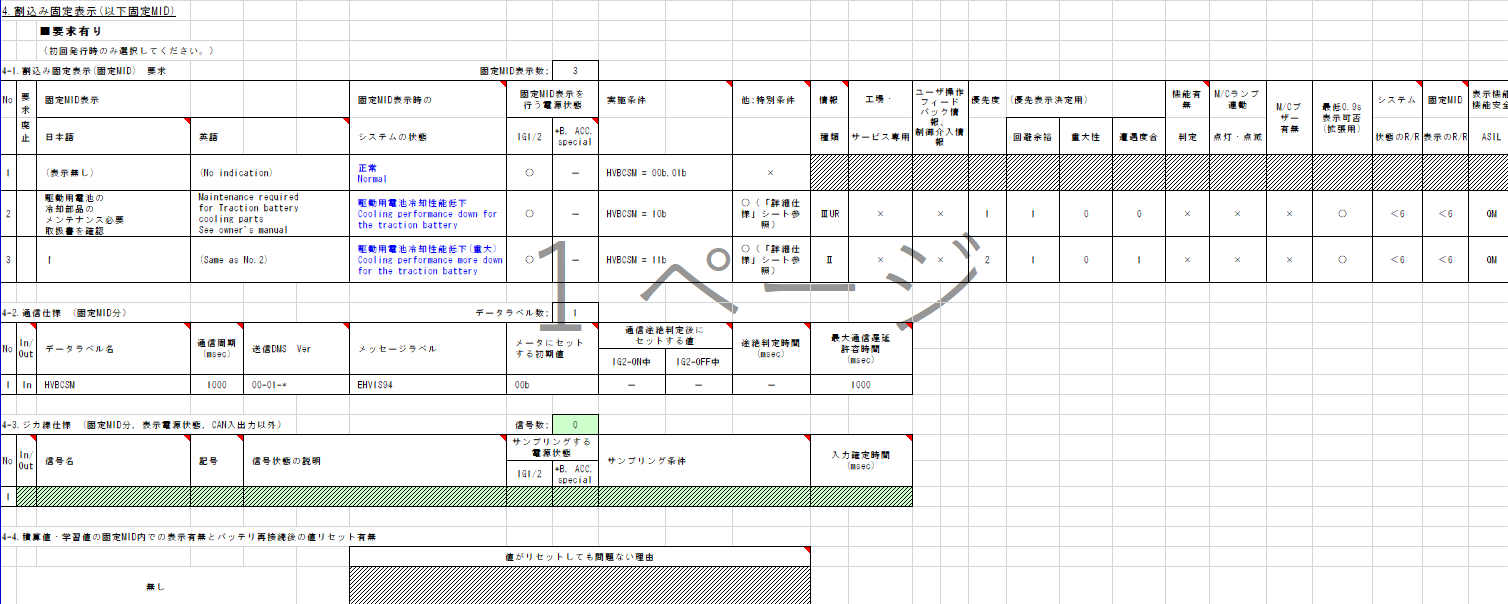 4. 割込み固定表示(以下固定MID)
■要求有り
（初回発行時のみ選択してください。）
4-1. 割込み固定表示(固定MID) 要求 固定MID表示数: 3
No 要求 廃止 固定MID表示 日本語 英語 固定MID表示時の システムの状態 固定MID表示を行う電源状態 IG1/2 +B, ACC, special 実施条件 他:特別条件 情報 種類 工場・ サービス専用 ユーザ操作フィードバック情報、制御介入情報 優先度 （優先表示決定用） 回避余裕 重大性 遭遇度合 機能有無 判定 M/Cランプ連動 点灯・点滅 M/Cブザー有無 最低0.9s表示可否（拡張用） システム 状態のR/R 固定MID 表示のR/R 表示機 機能安全 ASIL
1 (表示無し) (No indication) 正常 Normal ○ － HVBCSM = 00b,01b ×
2 駆動用電池の 冷却部品の メンテナンス必要 取扱書を確認 Maintenance required for Traction battery cooling parts See owner's manual 駆動用電池冷却性能低下 Cooling performance down for the traction battery ○ － HVBCSM = 10b ○（「詳細仕様」シート参照） ⅢUR × × 1 1 0 0 × × × ○ <6 <6 QM
3 ↑ (Same as No.2) 駆動用電池冷却性能低下(重大) Cooling performance more down for the traction battery ○ － HVBCSM = 11b ○（「詳細仕様」シート参照） Ⅱ × × 2 1 0 1 × × × ○ <6 <6 QM
1 ページ
4-2. 通信仕様 （固定MID分） データラベル数: 1
No In/Out データラベル名 通信周期 (msec) 送信DMS Ver メッセージラベル メータにセットする初期値 通信途絶判定後にセットする値 IG2-ON中 IG2-OFF中 途絶判定時間 (msec) 最大通信遅延許容時間 (msec)
1 In HVBCSM 1000 00-01-* EHV1S94 00b － － － 1000
4-3. ジカ線仕様 （固定MID分, 表示電源状態, CAN入出力以外） 信号数: 0
No In/Out 信号名 記号 信号状態の説明 サンプリングする電源状態 IG1/2 +B, ACC, special サンプリング条件 入力確定時間 (msec)
1
4-4. 積算値・学習値の固定MID内での表示有無とバッテリ再接続後の値リセット有無
値がリセットしても問題ない理由
無し